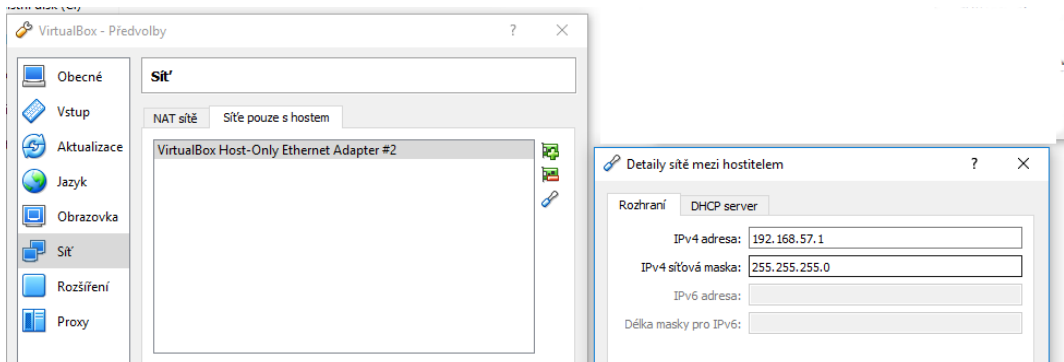 VirtualBox - Předvolby
?
Obecné
Vstup
Aktualizace
Jazyk
Obrazovka
Síť
Rozšíření
Proxy
Síť
NAT sítě
Síťe pouze s hostem
VirtualBox Host-Only Ethernet Adapter #2
Detaily sítě mezi hostitelem
?
Rozhraní
DHCP server
IPv4 adresa: 192.168.57.1
IPv4 síťová maska: 255.255.255.0
IPv6 adresa:
Délka masky pro IPv6: